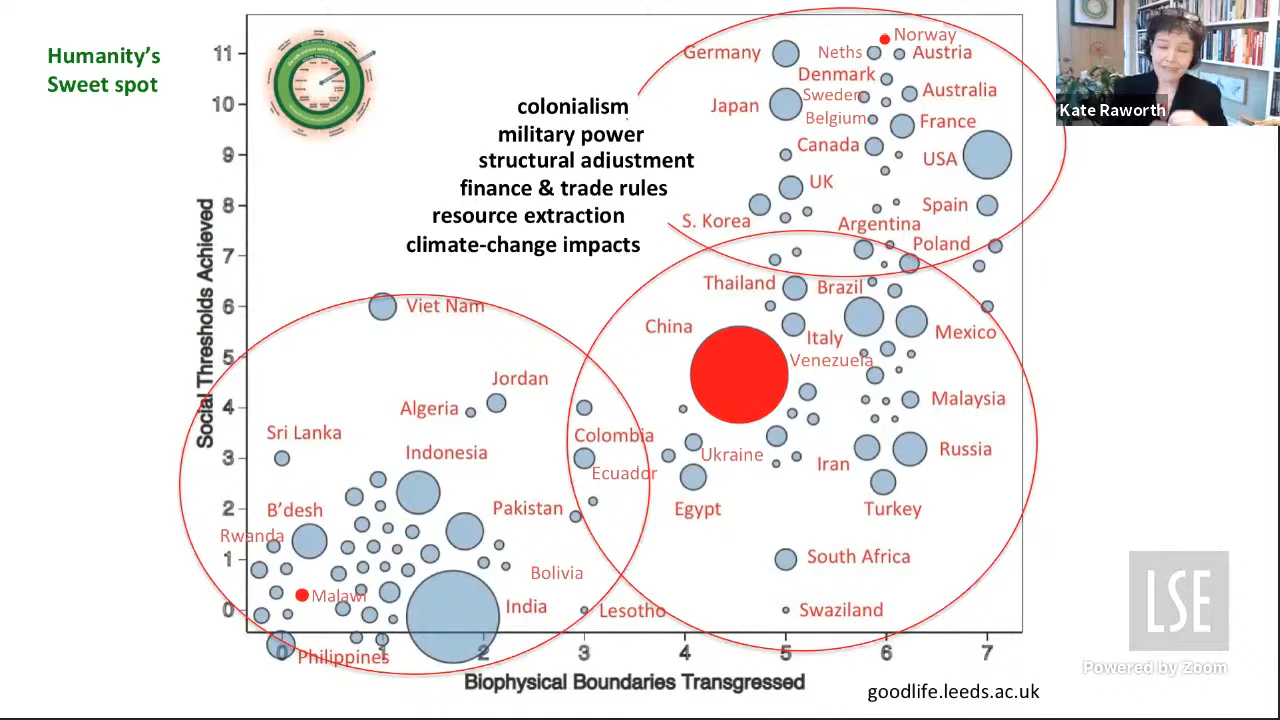 Humanity's
Sweet spot
colonialism
military power
structural adiustment
finance & trade rules
resource extraction
climate-change impacts
Social Thresholds Achieved
11
10
9
8
7
6
5
4
3
2
1
0
Germany
Neths
Norway
Austria
Denmark
Sweden
Australia
Japan
Belgium
France
Canada
USA
UK
Spain
S. Korea
Argentina
Poland
Thailand
Brazil
China
Italy
Mexico
Venezuela
Viet Nam
Jordan
Algeria
Malaysia
Sri Lanka
Colombia
Indonesia
Ukraine
Iran
Russia
Ecuador
B'desh
Pakistan
Egypt
Turkey
Rwanda
Bolivia
South Africa
Malawi
India
Lesotho
Swaziland
Philippines
0
2
3
4
5
6
7
Biophysical Boundaries Transgressed
goodlife.leeds.ac.uk
Kate Raworth
LSE
Powered by Zoom